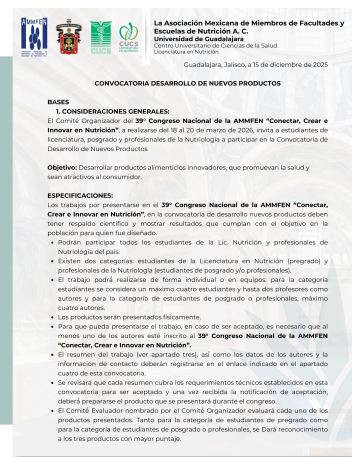 AMMFEN
CUCS
La Asociación Mexicana de Miembros de Facultades y
Escuelas de Nutrición A. C.
Universidad de Guadalajara
Centro Universitario de Ciencias de la Salud
Licenciatura en Nutrición
Guadalajara, Jalisco, a 15 de diciembre de 2025
CONVOCATORIA DESARROLLO DE NUEVOS PRODUCTOS
BASES
1. CONSIDERACIONES GENERALES:
El Comité Organizador del 39° Congreso Nacional de la AMMFEN “Conectar, Crear e
Innovar en Nutrición”, a realizarse del 18 al 20 de marzo de 2026, invita a estudiantes de
licenciatura, posgrado y profesionales de la Nutriología a participar en la Convocatoria de
Desarrollo de Nuevos Productos
Objetivo: Desarrollar productos alimenticios innovadores, que promuevan la salud y
sean atractivos al consumidor.
ESPECIFICACIONES:
Los trabajos por presentarse en el 39° Congreso Nacional de la AMMFEN “Conectar,
Crear e Innovar en Nutrición”, en la convocatoria de desarrollo nuevos productos deben
tener respaldo científico y mostrar resultados que cumplan con el objetivo en la
población para quien fue diseñado.
• Podrán participar todos los estudiantes de la Lic. Nutrición y profesionales de
Nutriología del país.
• Existen dos categorías: estudiantes de la Licenciatura en Nutrición (pregrado) y
profesionales de la Nutriología (estudiantes de posgrado y/o profesionales).
• El trabajo podrá realizarse de forma individual o en equipos: para la categoría
estudiantes se considera un máximo cuatro estudiantes y hasta dos profesores como
autores y para la categoría de estudiantes de posgrado o profesionales, máximo
cuatro autores.
• Los productos serán presentados físicamente.
• Para que pueda presentarse el trabajo, en caso de ser aceptado, es necesario que al
menos uno de los autores esté inscrito al 39° Congreso Nacional de la AMMFEN
“Conectar, Crear e Innovar en Nutrición”.
• El resumen del trabajo (ver apartado tres), así como los datos de los autores y la
información de contacto deberán registrarse en el enlace indicado en el apartado
cuatro de esta convocatoria.
• Se revisará que cada resumen cubra los requerimientos técnicos establecidos en esta
convocatoria para ser aceptado y una vez recibida la notificación de aceptación,
deberá prepararse el producto que se presentará durante el congreso.
• El Comité Evaluador nombrado por el Comité Organizador evaluará cada uno de los
productos presentados. Tanto para la categoría de estudiantes de pregrado como
para la categoría de estudiantes de posgrado o profesionales, se Dará reconocimiento
a los tres productos con mayor puntaje.